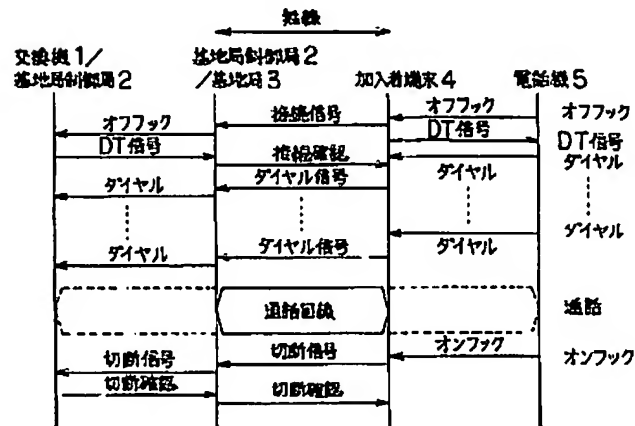 無線
交換機1/
基地局制御局2
基地局制御局2
/基地局3
加入者端末4
電話機5
オフフック
接続信号
オフフック
オフフック
DT信号
接続確認
DT信号
DT信号
ダイヤル
ダイヤル信号
ダイヤル
ダイヤル
ダイヤル
ダイヤル信号
ダイヤル
ダイヤル
通話回線
通話
切断信号
切断信号
オンフック
オンフック
切断確認
切断確認